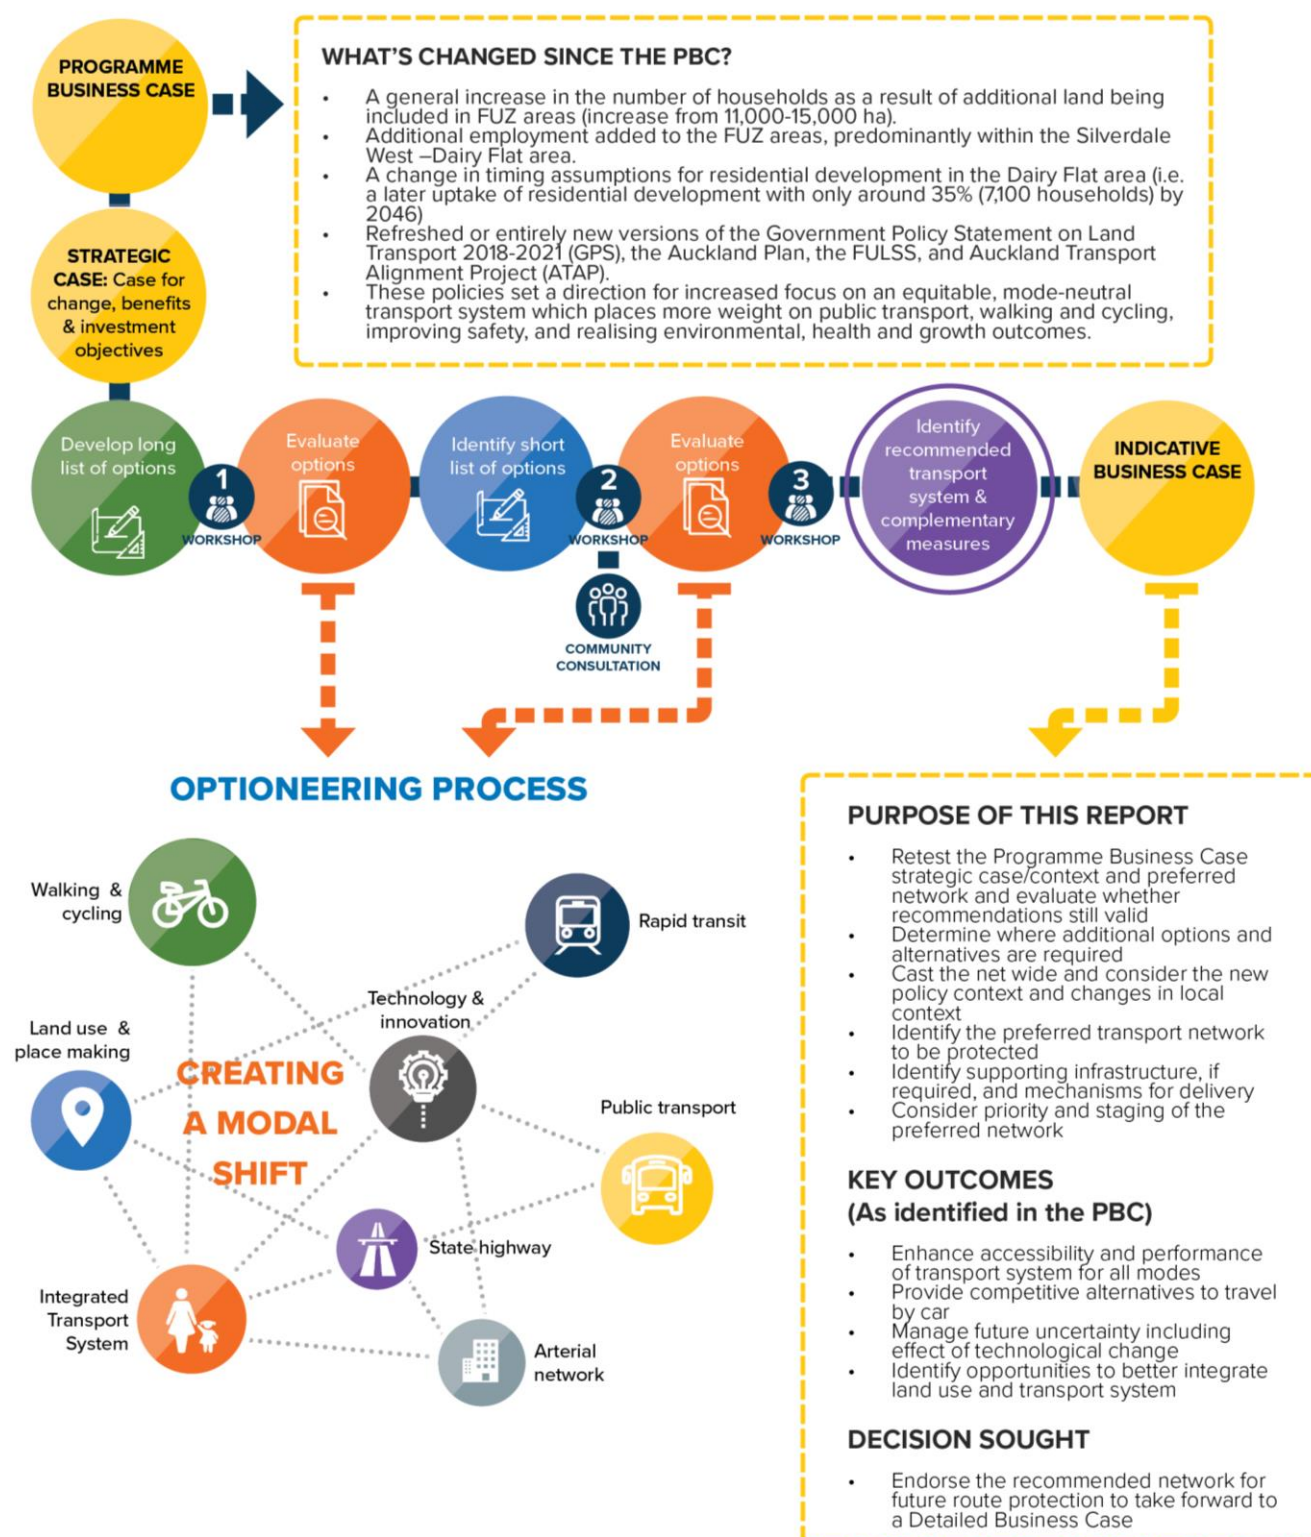 PROGRAMME
BUSINESS CASE
WHAT'S CHANGED SINCE THE PBC?
• A general increase in the number of households as a result of additional land being
included in FUZ areas (increase from 11,000-15,000 ha).
• Additional employment added to the FUZ areas, predominantly within the Silverdale
West –Dairy Flat area.
• A change in timing assumptions for residential development in the Dairy Flat area (i.e.
a later uptake of residential development with only around 35% (7,100 households) by
2046)
• Refreshed or entirely new versions of the Government Policy Statement on Land
Transport 2018-2021 (GPS), the Auckland Plan, the FULSS, and Auckland Transport
Alignment Project (ATAP).
• These policies set a direction for increased focus on an equitable, mode-neutral
transport system which places more weight on public transport, walking and cycling,
improving safety, and realising environmental, health and growth outcomes.
STRATEGIC
CASE: Case for
change, benefits
& investment
objectives
Develop long
list of options
1
WORKSHOP
Evaluate
options
Identify short
list of options
2
WORKSHOP
COMMUNITY
CONSULTATION
Evaluate
options
3
WORKSHOP
Identify
recommended
transport
system &
complementary
measures
INDICATIVE
BUSINESS CASE
OPTIONEERING PROCESS
Walking &
cycling
Rapid transit
Technology &
innovation
Land use &
place making
CREATING
A MODAL
SHIFT
Public transport
State highway
Integrated
Transport
System
Arterial
network
PURPOSE OF THIS REPORT
• Retest the Programme Business Case
strategic case/context and preferred
network and evaluate whether
recommendations still valid
• Determine where additional options and
alternatives are required
• Cast the net wide and consider the new
policy context and changes in local
context
• Identify the preferred transport network
to be protected
• Identify supporting infrastructure, if
required, and mechanisms for delivery
• Consider priority and staging of the
preferred network
KEY OUTCOMES
(As identified in the PBC)
• Enhance accessibility and performance
of transport system for all modes
• Provide competitive alternatives to travel
by car
• Manage future uncertainty including
effect of technological change
• Identify opportunities to better integrate
land use and transport system
DECISION SOUGHT
• Endorse the recommended network for
future route protection to take forward to
a Detailed Business Case